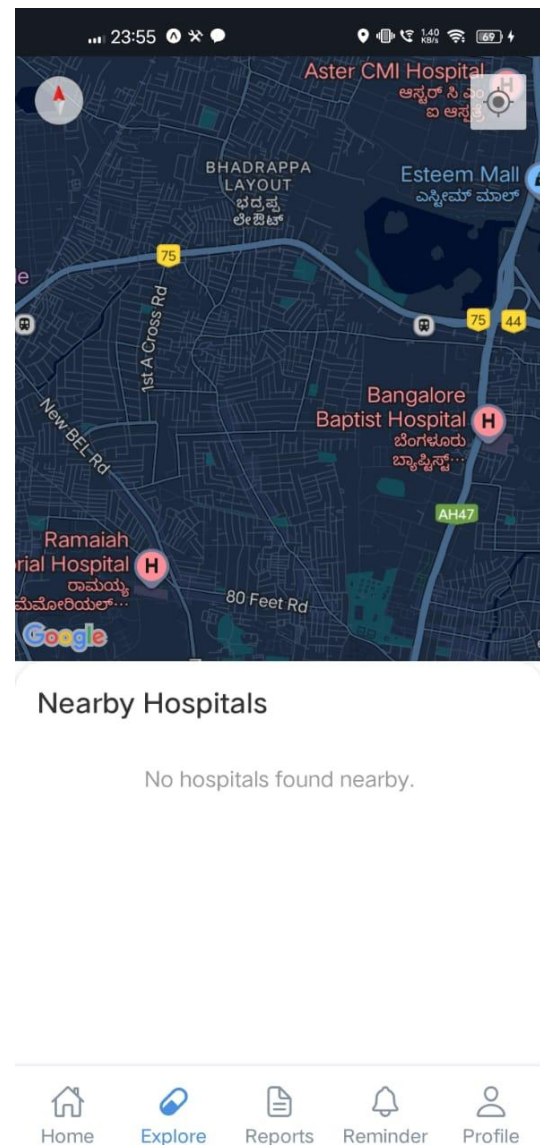 23:55
1.40
KB/s
69
Aster CMI Hospital
ಆಸ್ಟರ್ ಸಿ ಎಂ
ಐ ಆಸ್ಪತ್ರೆ
H
BHADRAPPA
LAYOUT
ಭದ್ರಪ್ಪ
ಲೇಔಟ್
Esteem Mall
ಎಸ್ಟೀಮ್ ಮಾಲ್
75
1st A Cross Rd
75
44
New BEL Rd
Bangalore
Baptist Hospital
H
ಬೆಂಗಳೂರು
ಬ್ಯಾಪ್ಟಿಸ್ಟ್...
AH47
Ramaiah
orial Hospital
H
ರಾಮಯ್ಯ
ಮೆಮೋರಿಯಲ್...
80 Feet Rd
Google
Nearby Hospitals
No hospitals found nearby.
Home
Explore
Reports
Reminder
Profile